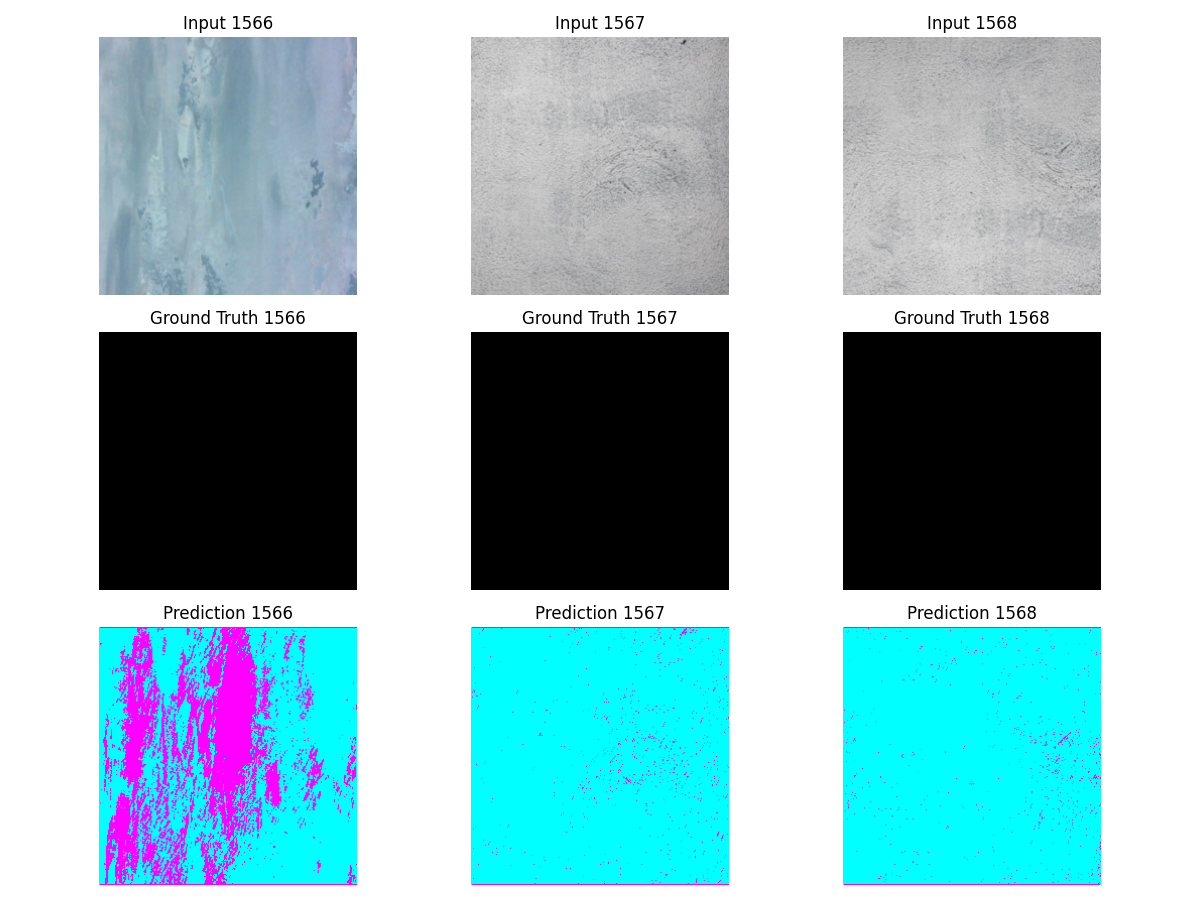 Input 1566
Input 1567
Input 1568
Ground Truth 1566
Ground Truth 1567
Ground Truth 1568
Prediction 1566
Prediction 1567
Prediction 1568